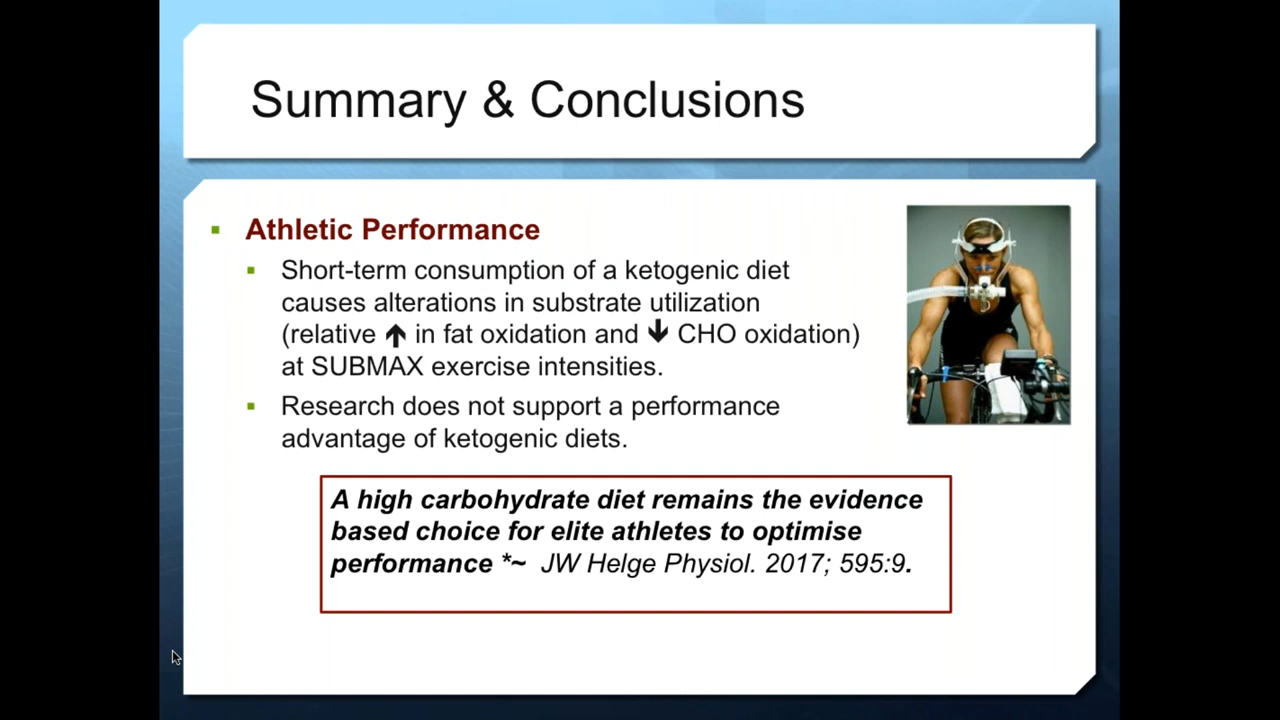 Summary & Conclusions
▪ Athletic Performance
▪ Short-term consumption of a ketogenic diet
causes alterations in substrate utilization
(relative 🡹 in fat oxidation and 🡻 CHO oxidation)
at SUBMAX exercise intensities.
▪ Research does not support a performance
advantage of ketogenic diets.
A high carbohydrate diet remains the evidence
based choice for elite athletes to optimise
performance *~ JW Helge Physiol. 2017; 595:9.